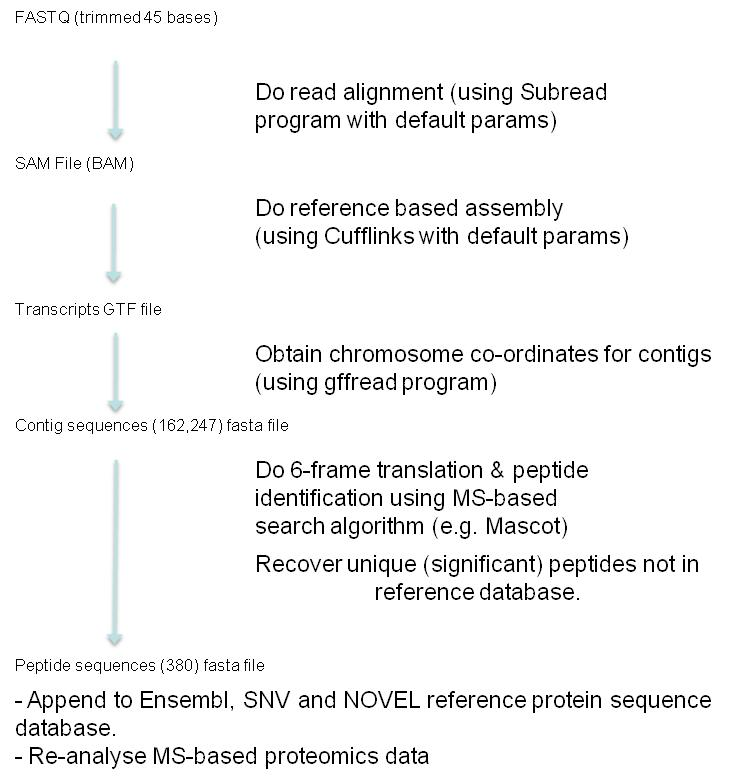 FASTQ (trimmed 45 bases)
Do read alignment (using Subread
program with default params)
SAM File (BAM)
Do reference based assembly
(using Cufflinks with default params)
Transcripts GTF file
Obtain chromosome co-ordinates for contigs
(using gffread program)
Contig sequences (162,247) fasta file
Do 6-frame translation & peptide
identification using MS-based
search algorithm (e.g. Mascot)
Recover unique (significant) peptides not in
reference database.
Peptide sequences (380) fasta file
- Append to Ensembl, SNV and NOVEL reference protein sequence
database.
- Re-analyse MS-based proteomics data